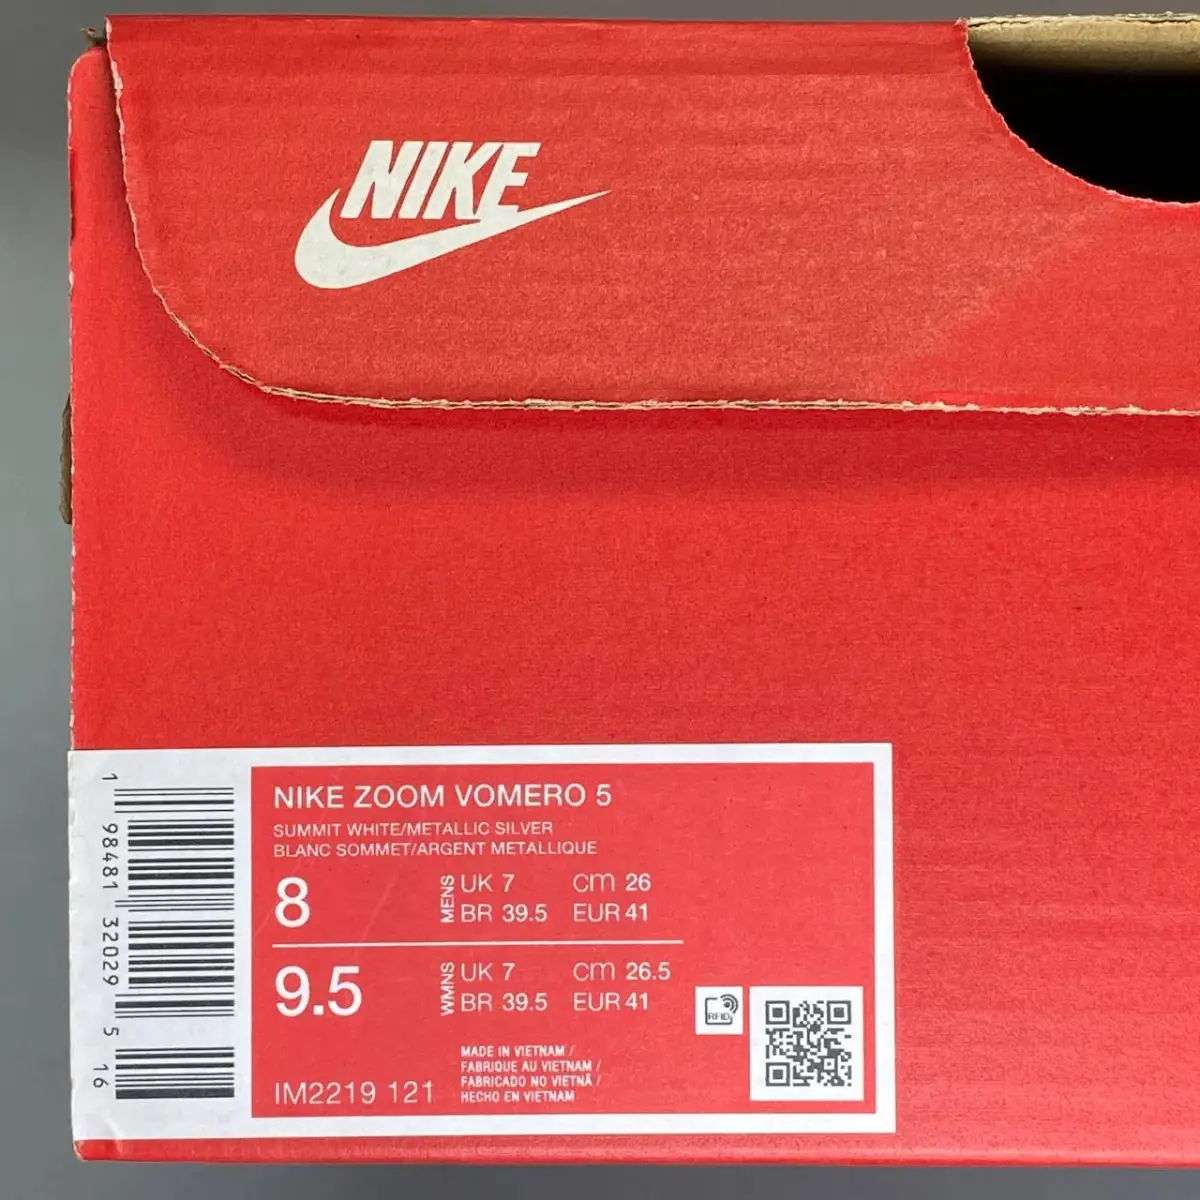 NIKE
NIKE ZOOM VOMERO 5
SUMMIT WHITE/METALLIC SILVER
BLANC SOMMET/ARGENT METALLIQUE
8
MENS
UK 7 cm 26
BR 39.5 EUR 41
9.5
WMNS
UK 7 cm 26.5
BR 39.5 EUR 41
IM2219 121
MADE IN VIETNAM /
FABRIQUE AU VIETNAM /
FABRICADO NO VIETNÃ /
HECHO EN VIETNAM
RFID
1 98481 32029 5 16